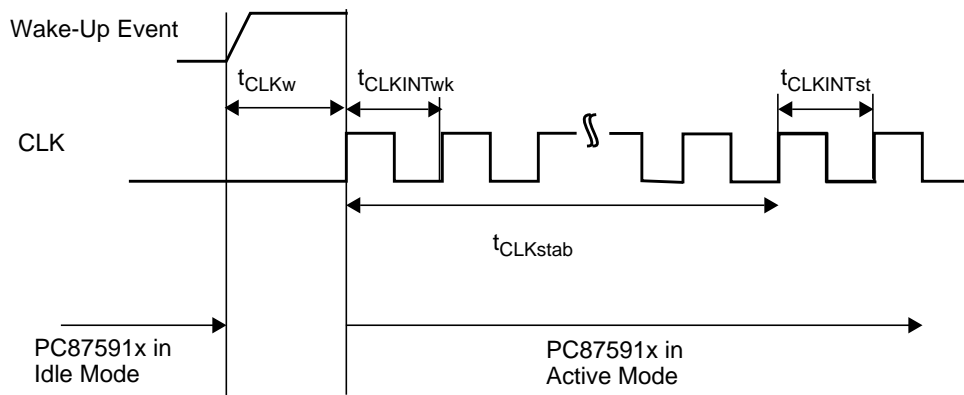 Wake-Up Event
tCLKw
tCLKINTwk
tCLKINTst
CLK
tCLKstab
PC87591x in
Idle Mode
PC87591x in
Active Mode